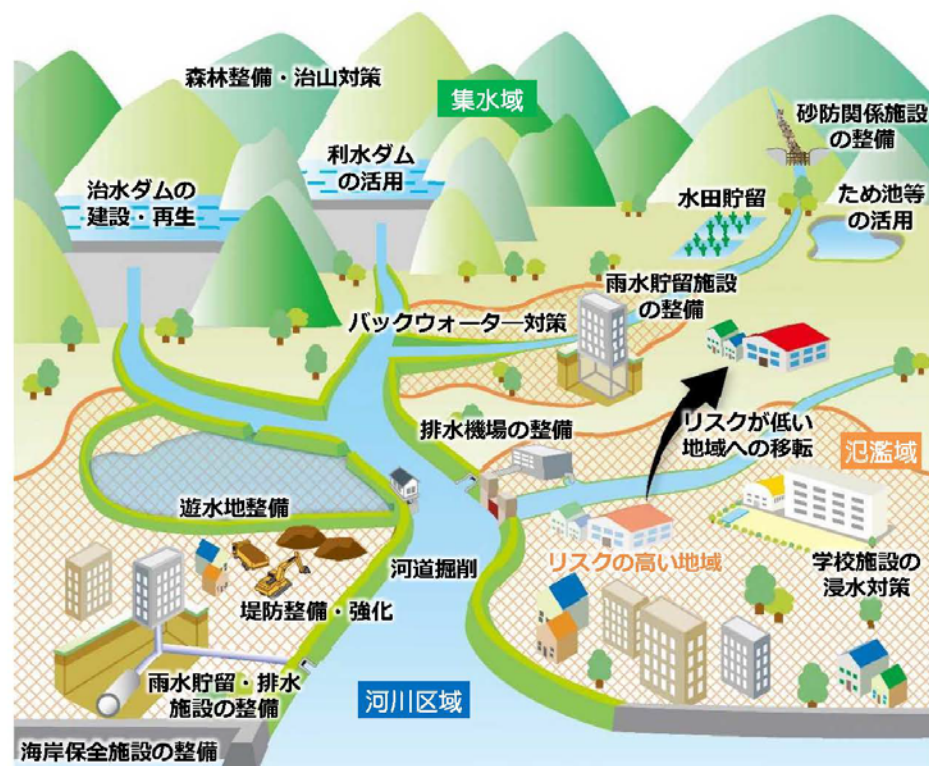 森林整備・治山対策
集水域
砂防関係施設
の整備
利水ダム
の活用
治水ダムの
建設・再生
水田貯留
ため池等
の活用
雨水貯留施設
の整備
バックウォーター対策
排水機場の整備
リスクが低い
地域への移転
氾濫域
遊水地整備
河道掘削
リスクの高い地域
学校施設の
浸水対策
堤防整備・強化
雨水貯留・排水
施設の整備
河川区域
海岸保全施設の整備